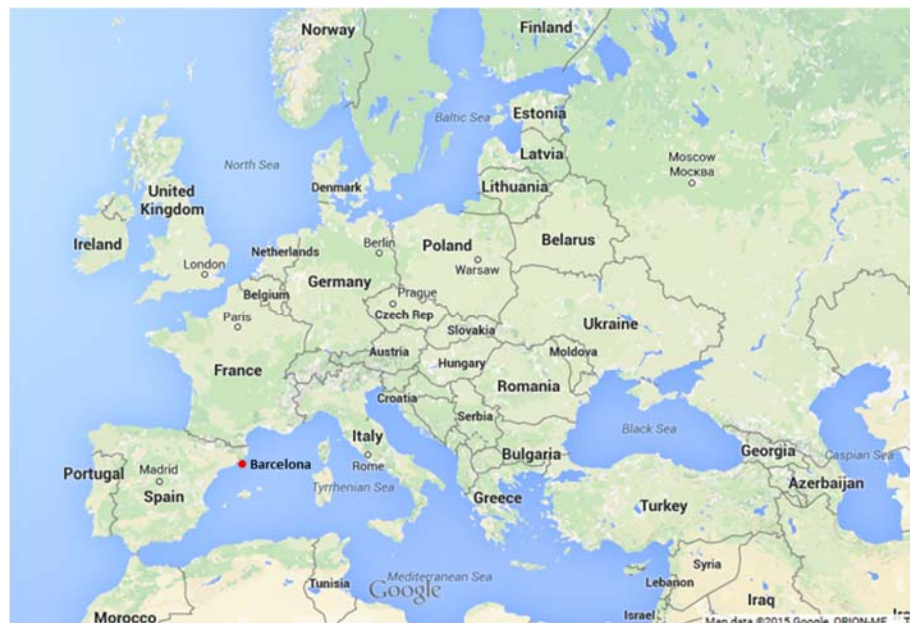 Norway
Finland
Baltic Sea
Estonia
Latvia
Lithuania
Moscow
Москва
North Sea
Denmark
United
Kingdom
Ireland
London
Netherlands
Berlin
Poland
Warsaw
Belarus
Germany
Belgium
Prague
Czech Rep
Paris
Slovakia
Ukraine
Austria
Hungary
Moldova
France
Romania
Croatia
Serbia
Black Sea
Italy
Rome
Bulgaria
Georgia
Caspian Sea
Azerbaijan
Barcelona
Portugal
Madrid
Spain
Tyrrhenian Sea
Greece
Turkey
Mediterranean Sea
Google
Tunisia
Morocco
Syria
Lebanon
Israel
Iraq
Map data ©2015 Google, ORION-ME